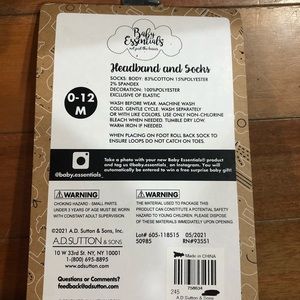 Baby
Essentials
not just the basics
Headband and Socks
0-12
M
SOCKS: BODY: 83%COTTON 15%POLYESTER
2% SPANDEX
DECORATION: 100%POLYESTER
EXCLUSIVE OF ELASTIC
WASH BEFORE WEAR. MACHINE WASH
COLD. GENTLE CYCLE. WASH SEPARATELY
OR WITH LIKE COLORS. USE ONLY NON-CHLORINE
BLEACH WHEN NEEDED. TUMBLE DRY LOW.
WARM IRON IF NEEDED.
WHEN PLACING ON FOOT ROLL BACK SOCK TO
ENSURE LOOPS DO NOT CATCH ON TOES.
@baby.essentials
Take a photo with your new Baby Essentials® product
and tag @baby.essentials on Instagram. You will
automatically be entered to win a free surprise baby gift!
WARNING
CHOKING HAZARD - SMALL PARTS.
UNDER 3 YEARS OF AGE MUST BE WORN
WITH CONSTANT ADULT SUPERVISION
WARNING
THIS PRODUCT CAN CONSTITUTE A POTENTIAL SAFETY
HAZARD TO YOUNG CHILDREN. PLEASE DISPOSE
OF THESE MATERIALS IMMEDIATELY UPON OPENING.
©2021 A.D. Sutton & Sons, Inc.
A.D. SUTTON & SONS
10 W 33rd St. NY, NY 10001
1 (800) 695-8895
www.adsutton.com
Questions or Comments?
feedback@adsutton.com
Lot# 605-118515
05/2021
50985
RN#93551
Made in CHINA
245
758634
A.D. Sutton & Sons